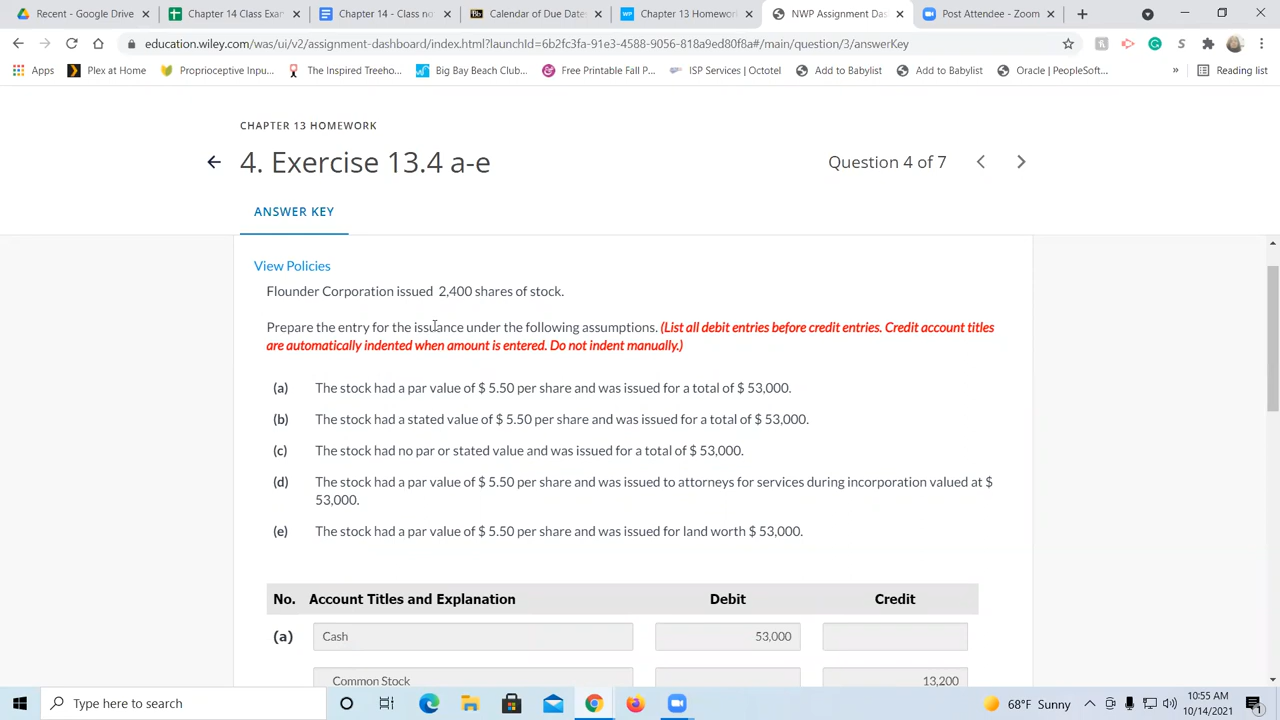 Recent - Google Drive
Chapter 14 Class Exar
Chapter 14 - Class no
Calendar of Due Date
Chapter 13 Homewor
NWP Assignment Das
Post Attendee - Zoom
education.wiley.com/was/ui/v2/assignment-dashboard/index.html?launchId=6b2fc3fa-91e3-4588-9056-818a9ed80f8a#/main/question/3/answerKey
Apps
Plex at Home
Proprioceptive Inpu...
The Inspired Treeho...
Big Bay Beach Club...
Free Printable Fall P...
ISP Services | Octotel
Add to Babylist
Add to Babylist
Oracle | PeopleSoft...
»
Reading list
CHAPTER 13 HOMEWORK
4. Exercise 13.4 a-e
Question 4 of 7
ANSWER KEY
View Policies
Flounder Corporation issued 2,400 shares of stock.
Prepare the entry for the issuance under the following assumptions. (List all debit entries before credit entries. Credit account titles
are automatically indented when amount is entered. Do not indent manually.)
(a) The stock had a par value of $ 5.50 per share and was issued for a total of $ 53,000.
(b) The stock had a stated value of $ 5.50 per share and was issued for a total of $ 53,000.
(c) The stock had no par or stated value and was issued for a total of $ 53,000.
(d) The stock had a par value of $ 5.50 per share and was issued to attorneys for services during incorporation valued at $
53,000.
(e) The stock had a par value of $ 5.50 per share and was issued for land worth $ 53,000.
No. Account Titles and Explanation Debit Credit
(a) Cash 53,000
Common Stock 13,200
Type here to search
68°F Sunny
10:55 AM
10/14/2021
1